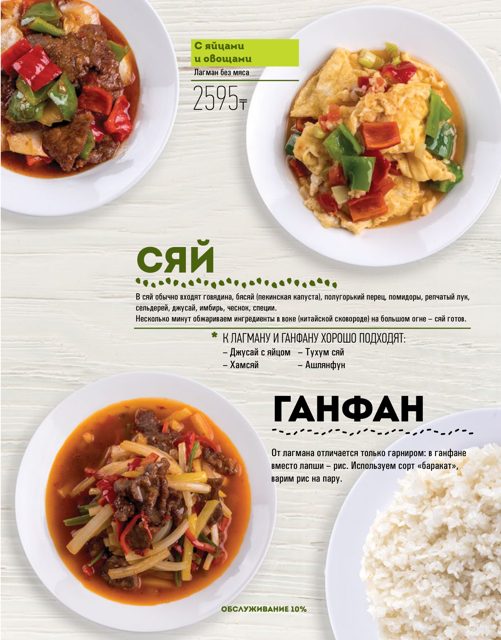 С яйцами
и овощами
Лагман без мяса
2595₸
СЯЙ
В сяй обычно входят говядина, бясяй (пекинская капуста), полугорький перец, помидоры, репчатый лук,
сельдерей, джусай, имбирь, чеснок, специи.
Несколько минут обжариваем ингредиенты в воке (китайской сковороде) на большом огне – сяй готов.
* К ЛАГМАНУ И ГАНФАНУ ХОРОШО ПОДХОДЯТ:
– Джусай с яйцом – Тухум сяй
– Хамсяй – Ашлянфун
ГАНФАН
От лагмана отличается только гарниром: в ганфане
вместо лапши – рис. Используем сорт «баракат»,
варим рис на пару.
ОБСЛУЖИВАНИЕ 10%